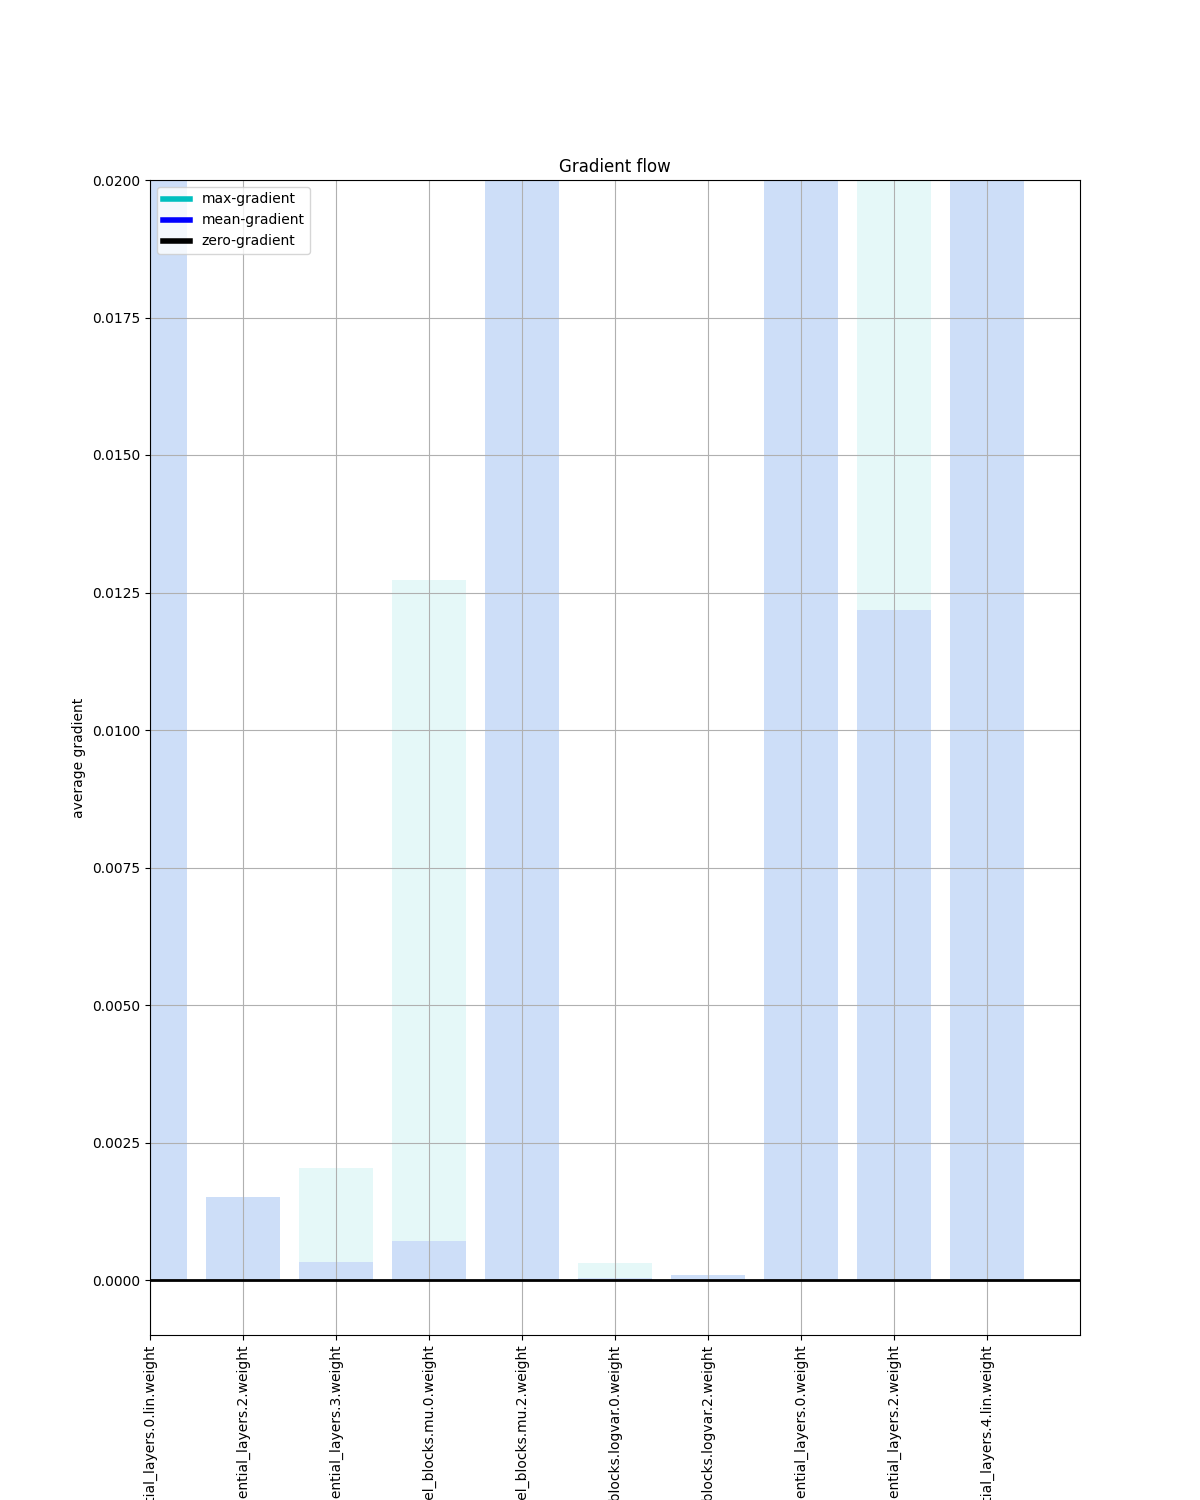 Gradient flow
max-gradient
mean-gradient
zero-gradient
0.0200
0.0175
0.0150
0.0125
0.0100
0.0075
0.0050
0.0025
0.0000
average gradient
tial_layers.0.lin.weight
ential_layers.2.weight
ential_layers.3.weight
el_blocks.mu.0.weight
el_blocks.mu.2.weight
blocks.logvar.0.weight
blocks.logvar.2.weight
ential_layers.0.weight
ential_layers.2.weight
tial_layers.4.lin.weight